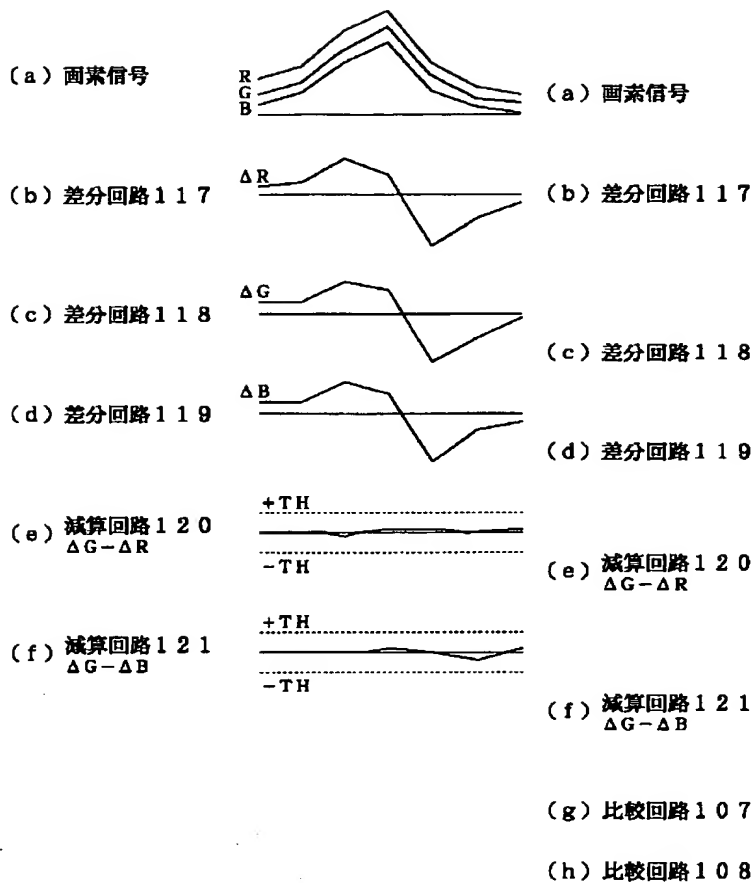 (a) 画素信号
R
G
B
(b) 差分回路117
ΔR
(c) 差分回路118
ΔG
(d) 差分回路119
ΔB
(e) 減算回路120
ΔG-ΔR
+TH
-TH
(f) 減算回路121
ΔG-ΔB
+TH
-TH
(a) 画素信号
(b) 差分回路117
(c) 差分回路118
(d) 差分回路119
(e) 減算回路120
ΔG-ΔR
(f) 減算回路121
ΔG-ΔB
(g) 比較回路107
(h) 比較回路108